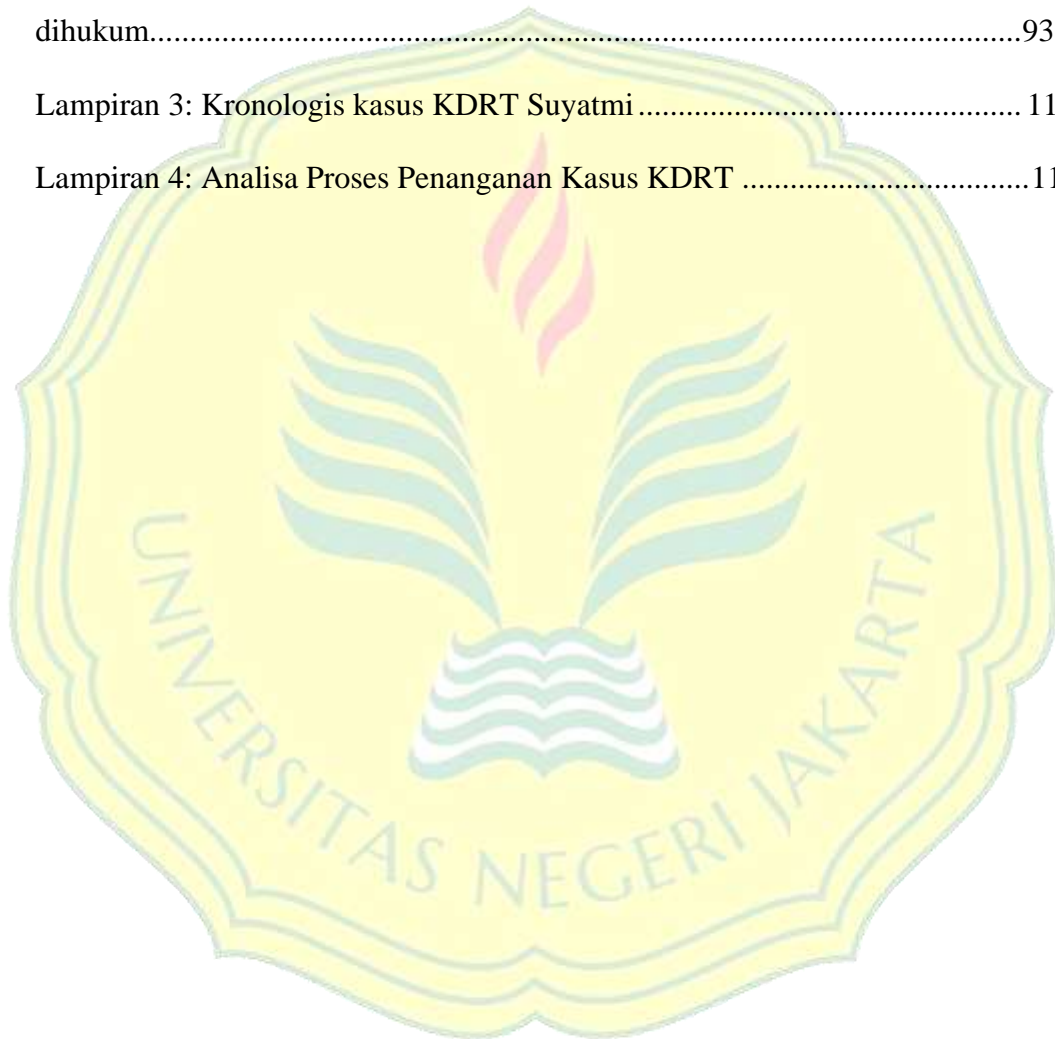 dihukum....................................................................................................93
Lampiran 3: Kronologis kasus KDRT Suyatmi............................................. 11
Lampiran 4: Analisa Proses Penanganan Kasus KDRT ..................................11
UNIVERSITAS NEGERI JAKARTA